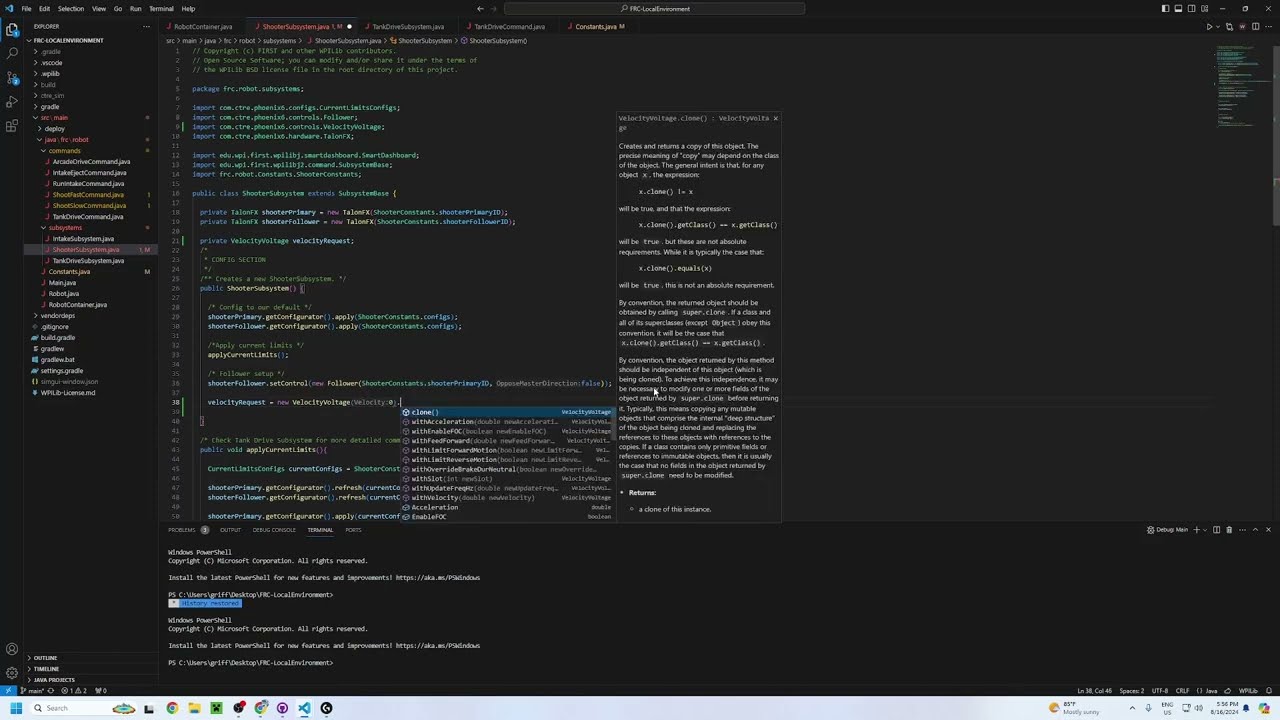 File Edit Selection View Go Run Terminal Help
FRC-LocalEnvironment
EXPLORER
RobotContainer.java
ShooterSubsystem.java 1, M
TankDriveSubsystem.java
TankDriveCommand.java
Constants.java M
FRC-LOCALENVIRONMENT
.gradle
.vscode
.wpilib
build
ctre_sim
gradle
src \ main
deploy
java \ frc \ robot
commands
ArcadeDriveCommand.java
IntakeEjectCommand.java
RunIntakeCommand.java
ShootFastCommand.java U
ShootSlowCommand.java U
TankDriveCommand.java
subsystems
IntakeSubsystem.java
ShooterSubsystem.java 1, M
TankDriveSubsystem.java
Constants.java M
Main.java
Robot.java
RobotContainer.java
vendordeps
.gitignore
build.gradle
gradlew
gradlew.bat
settings.gradle
simgui-window.json
WPILib-License.md
OUTLINE
TIMELINE
JAVA PROJECTS
src > main > java > frc > robot > subsystems > ShooterSubsystem.java > ShooterSubsystem > ShooterSubsystem()
1 // Copyright (c) FIRST and other WPILib contributors.
2 // Open Source Software; you can modify and/or share it under the terms of
3 // the WPILib BSD license file in the root directory of this project.
4
5 package frc.robot.subsystems;
6
7 import com.ctre.phoenix6.configs.CurrentLimitsConfigs;
8 import com.ctre.phoenix6.controls.Follower;
9 import com.ctre.phoenix6.controls.VelocityVoltage;
10 import com.ctre.phoenix6.hardware.TalonFX;
11
12 import edu.wpi.first.wpilibj.smartdashboard.SmartDashboard;
13 import edu.wpi.first.wpilibj2.command.SubsystemBase;
14 import frc.robot.Constants.ShooterConstants;
15
16 public class ShooterSubsystem extends SubsystemBase {
17
18 private TalonFX shooterPrimary = new TalonFX(ShooterConstants.shooterPrimaryID);
19 private TalonFX shooterFollower = new TalonFX(ShooterConstants.shooterFollowerID);
20
21 private VelocityVoltage velocityRequest;
22 /*
23 * CONFIG SECTION
24 */
25 /** Creates a new ShooterSubsystem. */
26 public ShooterSubsystem() {
27
28 /* Config to our default */
29 shooterPrimary.getConfigurator().apply(ShooterConstants.configs);
30 shooterFollower.getConfigurator().apply(ShooterConstants.configs);
31
32 /*Apply current limits */
33 applyCurrentLimits();
34
35 /* Follower setup */
36 shooterFollower.setControl(new Follower(ShooterConstants.shooterPrimaryID, OpposeMasterDirection:false));
37
38 velocityRequest = new VelocityVoltage(Velocity:0).
39
40 }
41
42 /* Check Tank Drive Subsystem for more detailed comm
43 public void applyCurrentLimits(){
44
45 CurrentLimitsConfigs currentConfigs = ShooterConst
46
47 shooterPrimary.getConfigurator().refresh(currentC
48 shooterFollower.getConfigurator().refresh(current
49
50 shooterPrimary.getConfigurator().apply(currentCon
clone() VelocityVoltage
withAcceleration(double newAccelerati… VelocityVol…
withEnableFOC(boolean newEnableFOC) VelocityVolta…
withFeedForward(double newFeedForwar… VelocityVolt…
withLimitForwardMotion(boolean newLimitForw… Velocit…
withLimitReverseMotion(boolean newLimitReve… Velocit…
withOverrideBrakeDurNeutral(boolean newOverride… Vel…
withSlot(int newSlot) VelocityVoltage
withUpdateFreqHz(double newUpdateFreq… VelocityVolt…
withVelocity(double newVelocity) VelocityVoltage
Acceleration double
EnableFOC boolean
VelocityVoltage.clone() : VelocityVolta
ge
Creates and returns a copy of this object. The
precise meaning of "copy" may depend on the
class of the object. The general intent is that, for any
object x , the expression:
x.clone() != x
will be true, and that the expression:
x.clone().getClass() == x.getClass()
will be true , but these are not absolute
requirements. While it is typically the case that:
x.clone().equals(x)
will be true , this is not an absolute requirement.
By convention, the returned object should be
obtained by calling super.clone . If a class and
all of its superclasses (except Object ) obey this
convention, it will be the case that
x.clone().getClass() == x.getClass() .
By convention, the object returned by this method
should be independent of this object (which is
being cloned). To achieve this independence, it may
be necessary to modify one or more fields of the
object returned by super.clone before returning
it. Typically, this means copying any mutable
objects that comprise the internal "deep structure"
of the object being cloned and replacing the
references to these objects with references to the
copies. If a class contains only primitive fields or
references to immutable objects, then it is usually
the case that no fields in the object returned by
super.clone need to be modified.
Returns:
a clone of this instance.
PROBLEMS 3 OUTPUT DEBUG CONSOLE TERMINAL PORTS
Debug: Main
Windows PowerShell
Copyright (C) Microsoft Corporation. All rights reserved.
Install the latest PowerShell for new features and improvements! https://aka.ms/PSWindows
PS C:\Users\griff\Desktop\FRC-LocalEnvironment>
* History restored
Windows PowerShell
Copyright (C) Microsoft Corporation. All rights reserved.
Install the latest PowerShell for new features and improvements! https://aka.ms/PSWindows
PS C:\Users\griff\Desktop\FRC-LocalEnvironment>
main* 1 2 0
Ln 38, Col 46 Spaces: 2 UTF-8 CRLF {} Java WPILib
Search
85°F
Mostly sunny
ENG
US
5:56 PM
8/16/2024